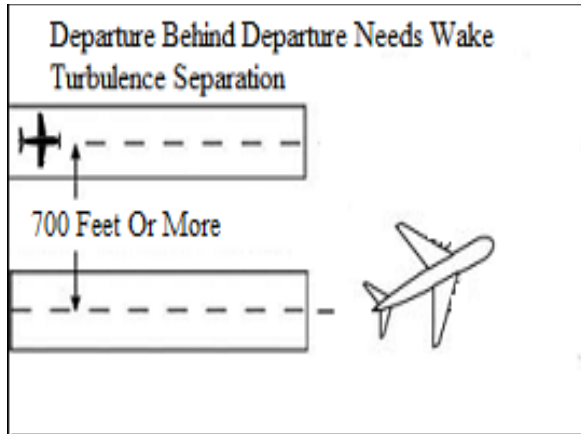 Departure Behind Departure Needs Wake
Turbulence Separation
700 Feet Or More